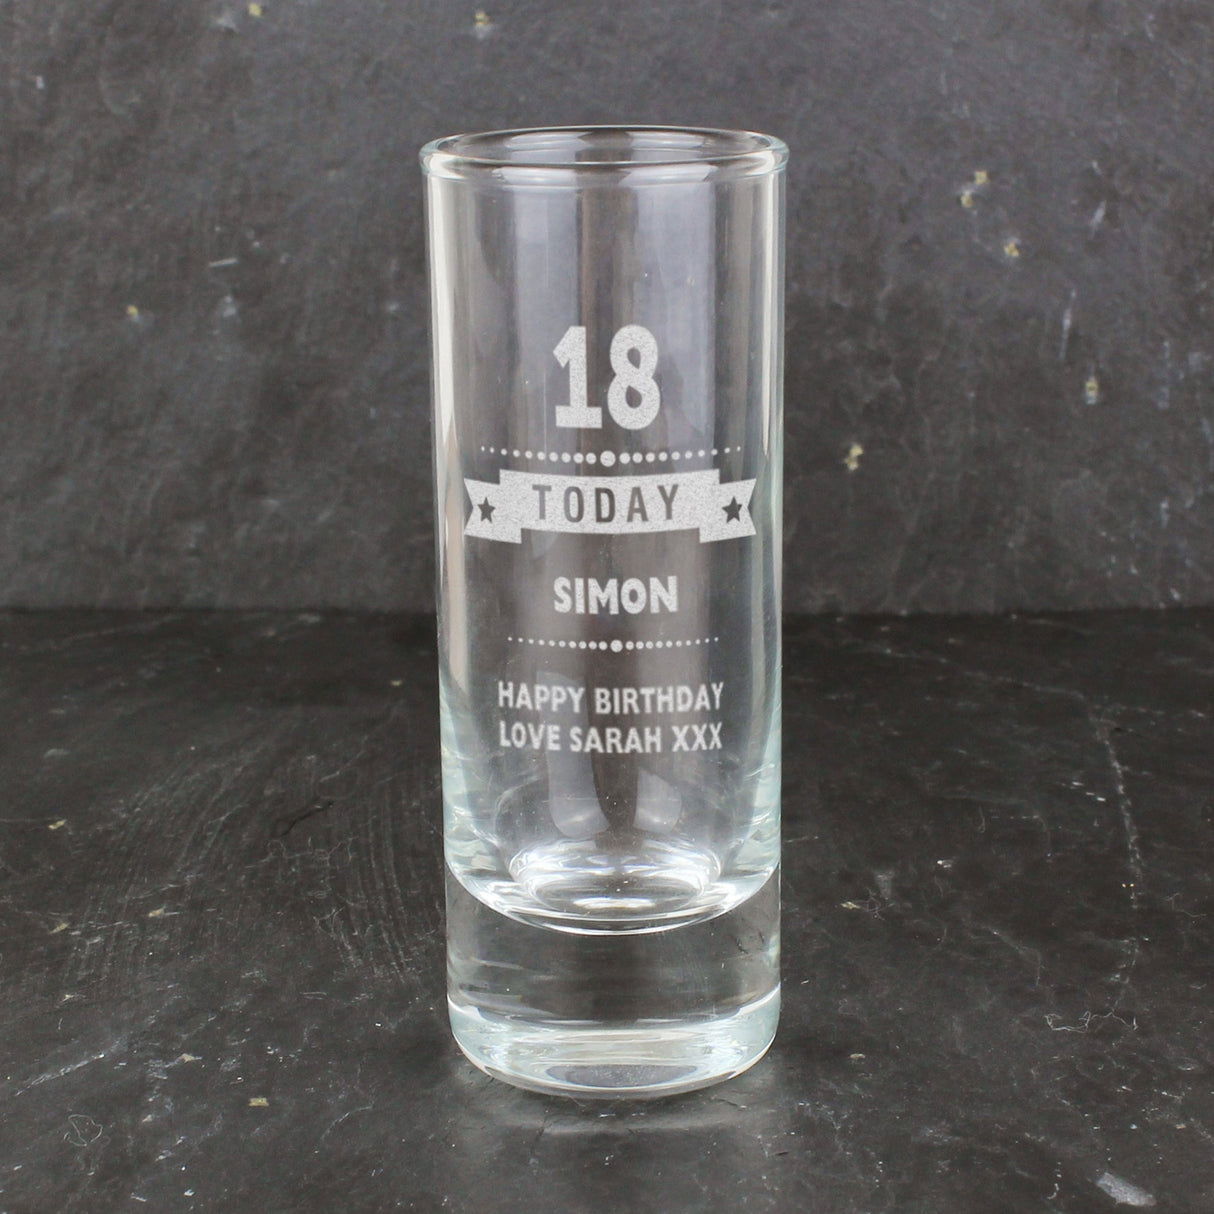 18
TODAY
SIMON
HAPPY BIRTHDAY
LOVE SARAH XXX